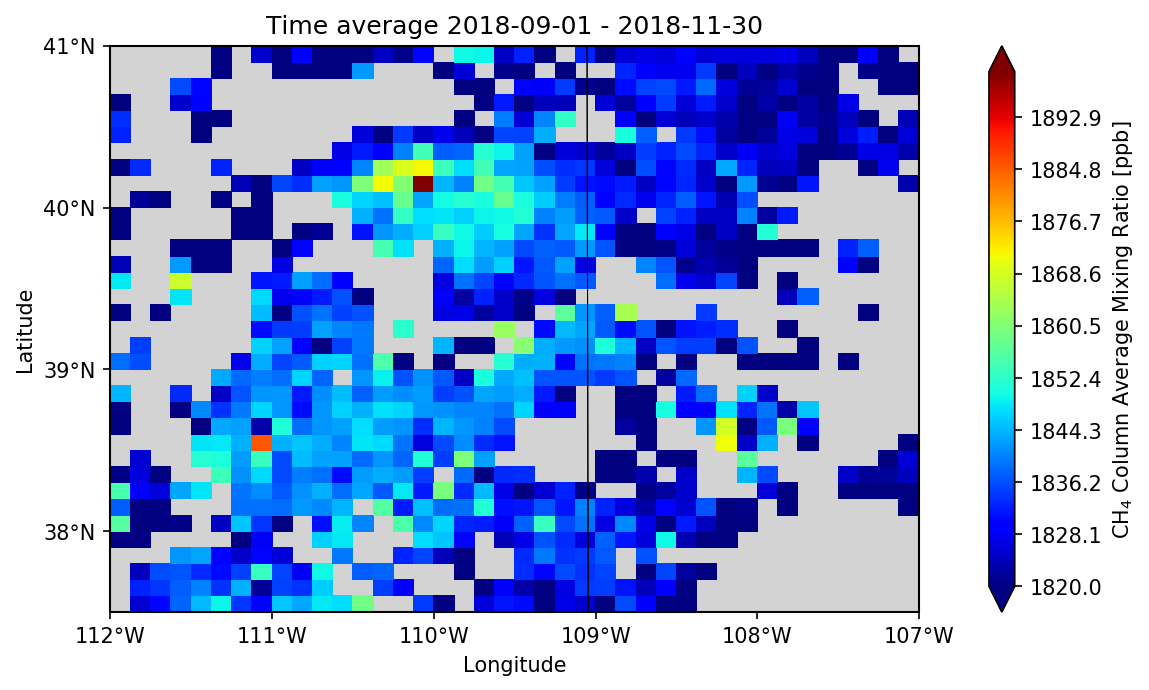 Time average 2018-09-01 - 2018-11-30
41°N
40°N
39°N
38°N
Latitude
112°W 111°W 110°W 109°W 108°W 107°W
Longitude
1892.9
1884.8
1876.7
1868.6
1860.5
1852.4
1844.3
1836.2
1828.1
1820.0
CH₄ Column Average Mixing Ratio [ppb]